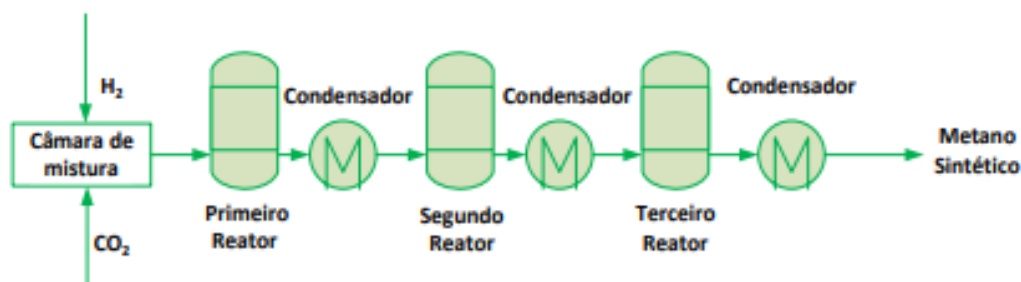 H₂
Câmara de
mistura
CO₂
Primeiro
Reator
Condensador
Segundo
Reator
Condensador
Terceiro
Reator
Condensador
Metano
Sintético